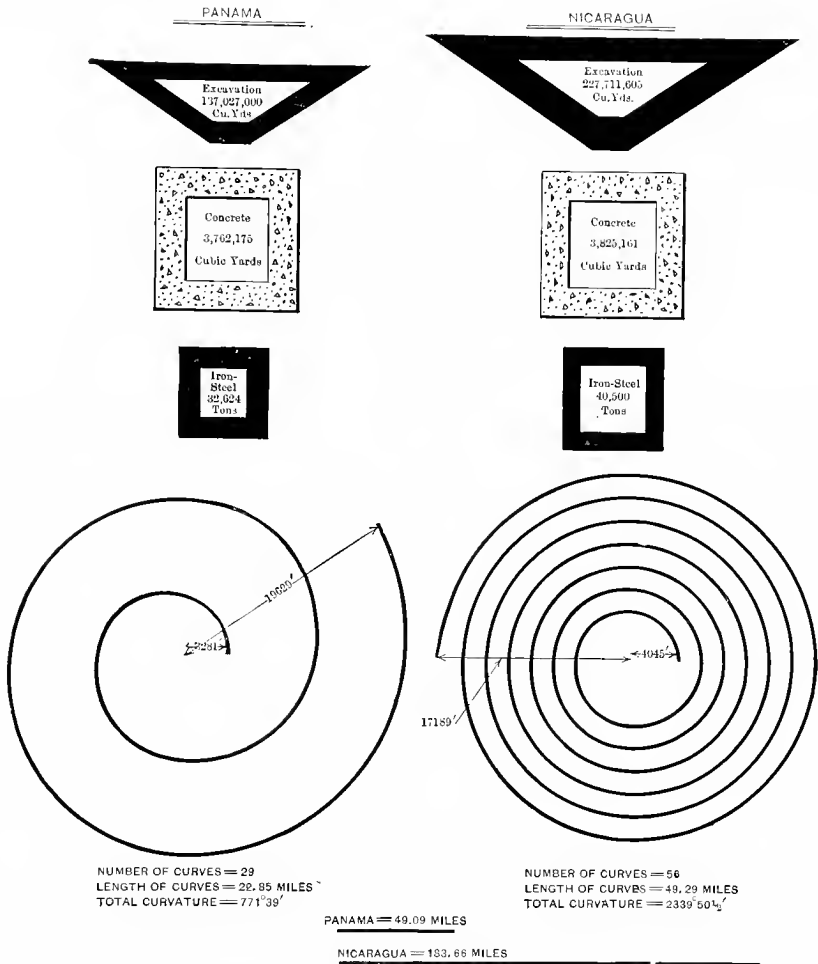 PANAMA
Excavation
137,027,000
Cu.Yds
Concrete
3,762,175
Cubic Yards
Iron-
Steel
32,624
Tons
19629′
3281′
NUMBER OF CURVES = 29
LENGTH OF CURVES = 22.85 MILES
TOTAL CURVATURE = 771°39′
NICARAGUA
Excavation
227,711,605
Cu.Yds.
Concrete
3,825,161
Cubic Yards
Iron-Steel
40,500
Tons
4045′
17189′
NUMBER OF CURVES = 56
LENGTH OF CURVES = 49.29 MILES
TOTAL CURVATURE = 2339°50½′
PANAMA = 49.09 MILES
NICARAGUA = 183.66 MILES